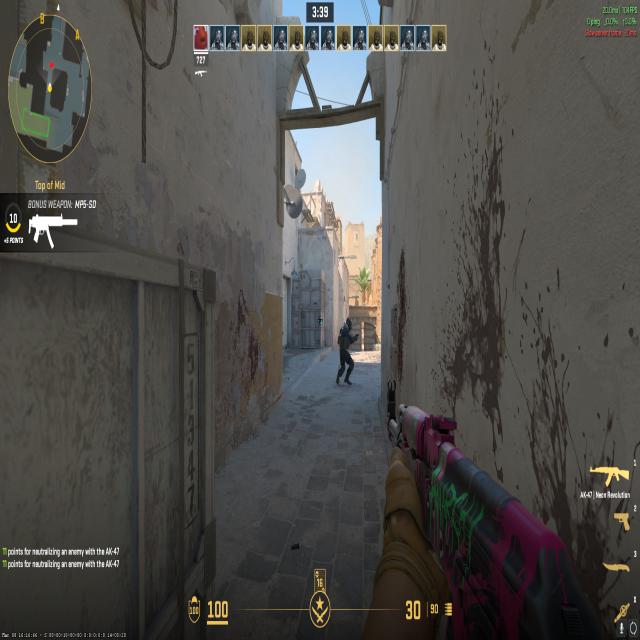 3:39
727
B
A
Top of Mid
BONUS WEAPON: MP5-SD
10
+5 POINTS
51347
1
AK-47 | Neon Revolution
2
3
11 points for neutralizing an enemy with the AK-47
11 points for neutralizing an enemy with the AK-47
100
30 | 90